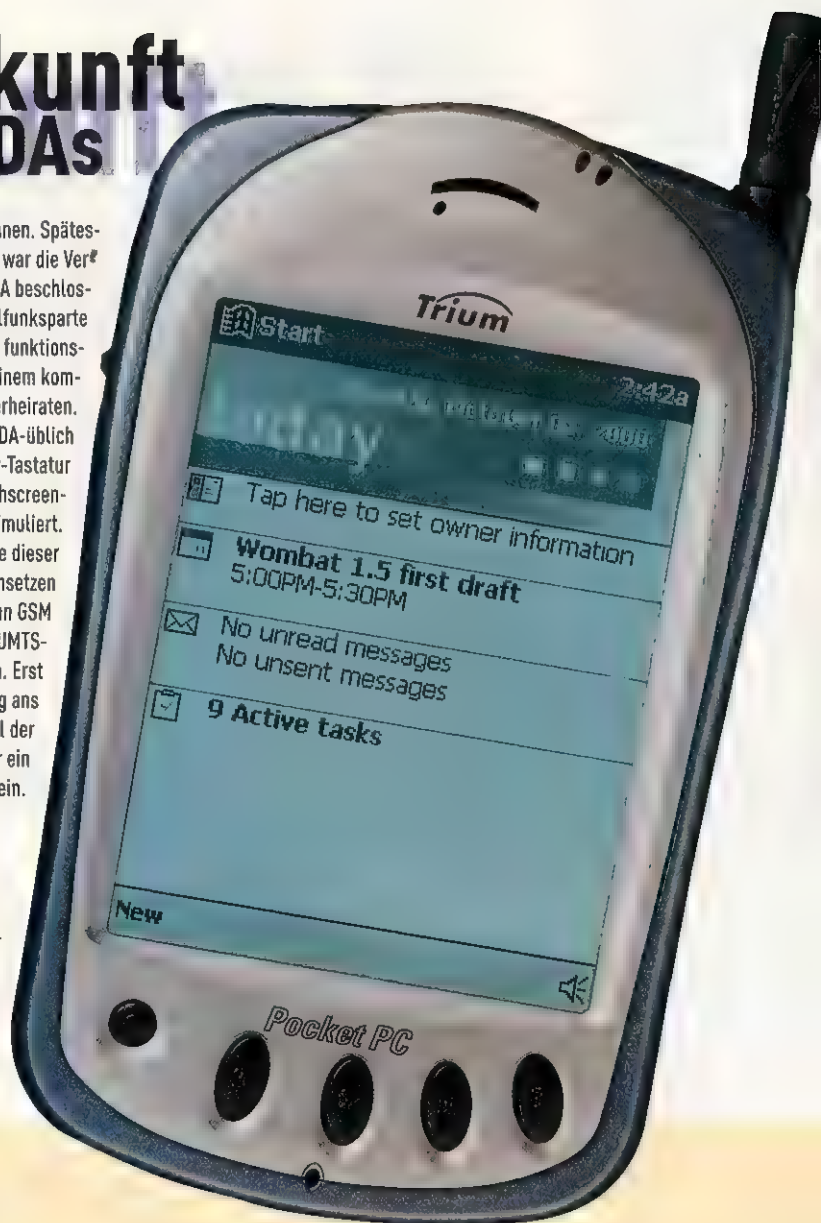 kunft
DAs
nen. Spätes-
war die Ver
A beschlos-
lfunksparte
funktions-
inem kom-
erheiraten.
DA-üblich
-Tastatur
hscreen-
muliert.
e dieser
nsetzen
n GSM
UMTS-
. Erst
g ans
l der
r ein
ein.
Trium
Start 2:42a
Tap here to set owner information
Wombat 1.5 first draft
5:00PM-5:30PM
No unread messages
No unsent messages
9 Active tasks
New
Pocket PC